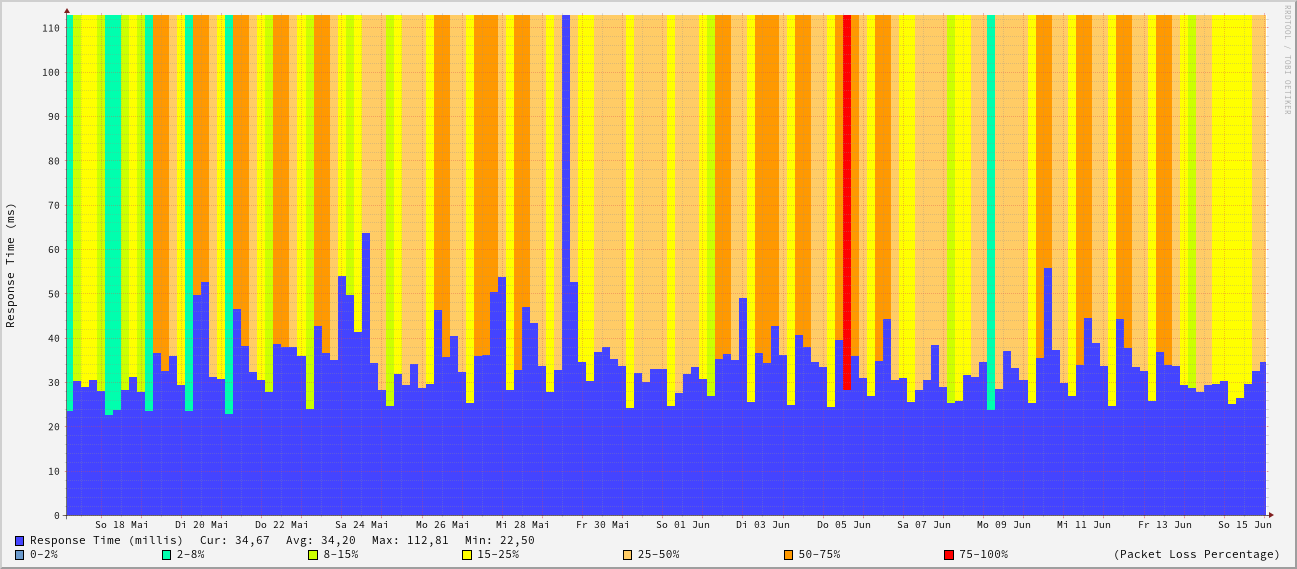 RRDTOOL / TOBI OETIKER
Response Time (ms)
110
100
90
80
70
60
50
40
30
20
10
0
So 18 Mai Di 20 Mai Do 22 Mai Sa 24 Mai Mo 26 Mai Mi 28 Mai Fr 30 Mai So 01 Jun Di 03 Jun Do 05 Jun Sa 07 Jun Mo 09 Jun Mi 11 Jun Fr 13 Jun So 15 Jun
Response Time (millis) Cur: 34,67 Avg: 34,20 Max: 112,81 Min: 22,50
0-2% 2-8% 8-15% 15-25% 25-50% 50-75% 75-100% (Packet Loss Percentage)